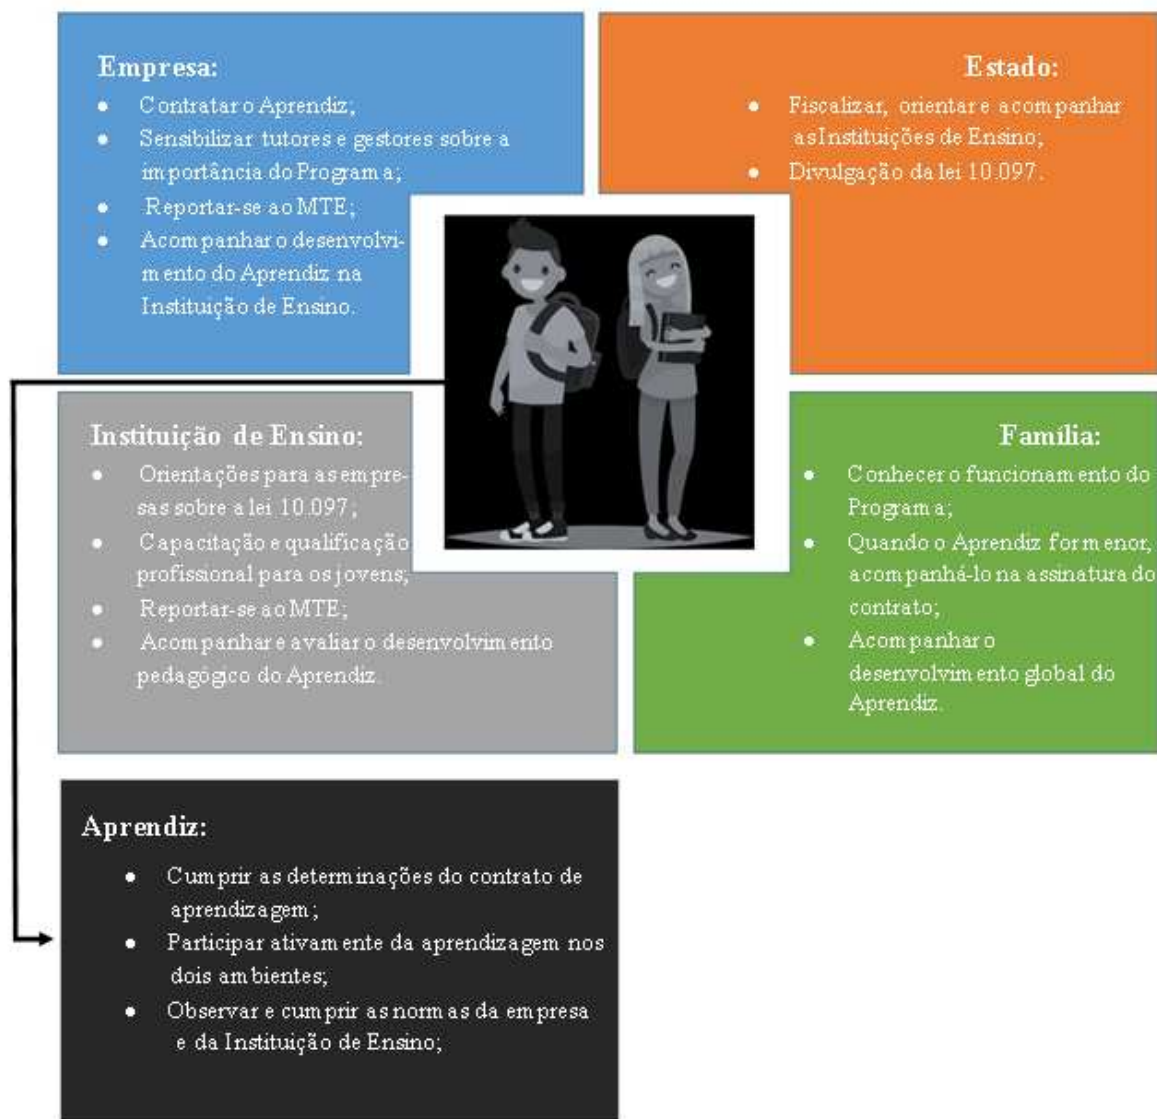 Empresa:
• Contratar o Aprendiz;
• Sensibilizar tutores e gestores sobre a
importância do Programa;
• Reportar-se ao MTE;
• Acompanhar o desenvolvi-
mento do Aprendiz na
Instituição de Ensino.
Estado:
• Fiscalizar, orientar e acompanhar
as Instituições de Ensino;
• Divulgação da lei 10.097.
Instituição de Ensino:
• Orientações para as empre-
sas sobre a lei 10.097;
• Capacitação e qualificação
profissional para os jovens;
• Reportar-se ao MTE;
• Acompanhar e avaliar o desenvolvimento
pedagógico do Aprendiz.
Família:
• Conhecer o funcionamento do
Programa;
• Quando o Aprendiz for menor,
acompanhá-lo na assinatura do
contrato;
• Acompanhar o
desenvolvimento global do
Aprendiz.
Aprendiz:
• Cumprir as determinações do contrato de
aprendizagem;
• Participar ativamente da aprendizagem nos
dois ambientes;
• Observar e cumprir as normas da empresa
e da Instituição de Ensino;